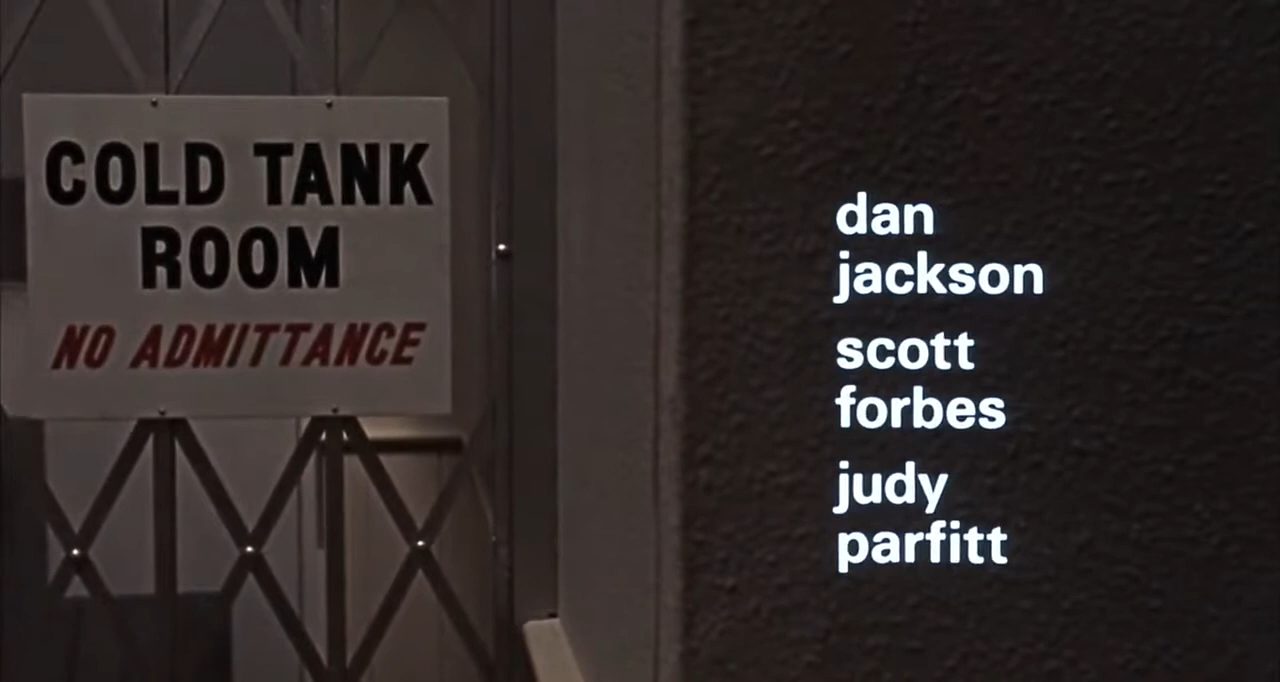 COLD TANK
ROOM
NO ADMITTANCE
dan
jackson
scott
forbes
judy
parfitt